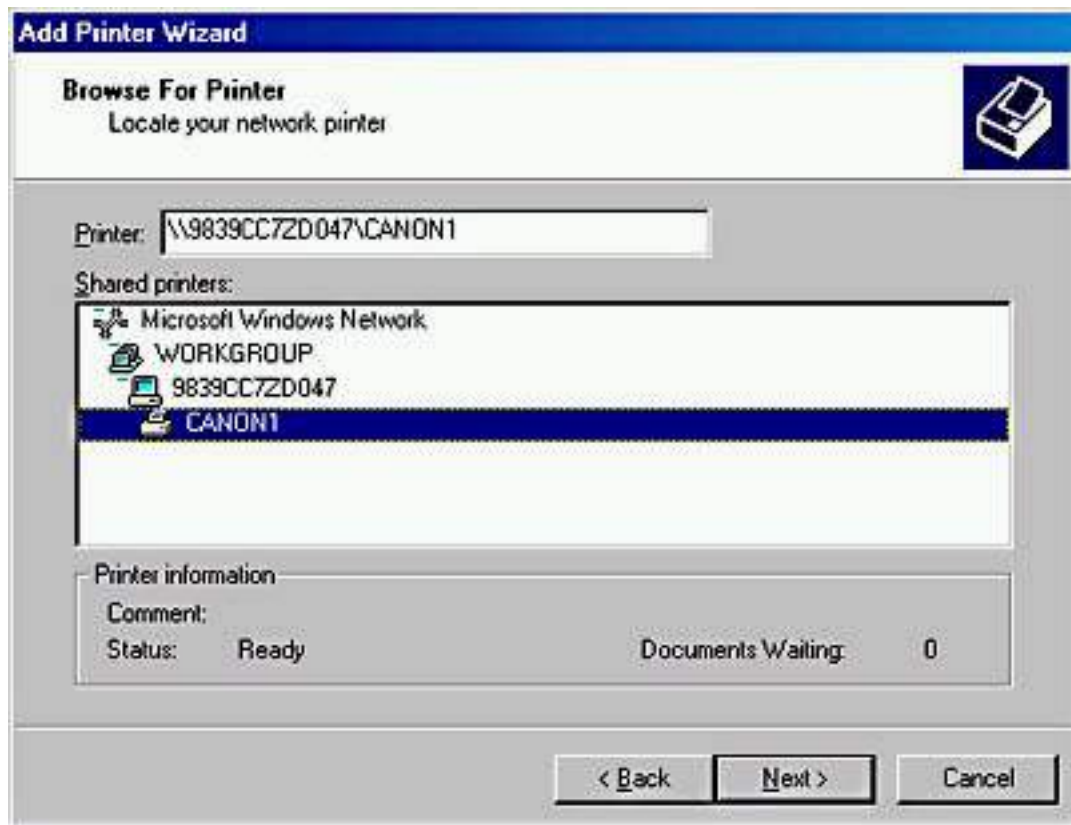 Add Printer Wizard
Browse For Printer
Locate your network printer
Printer: \\9839CC7ZD047\CANON1
Shared printers:
Microsoft Windows Network
WORKGROUP
9839CC7ZD047
CANON1
Printer information
Comment:
Status: Ready Documents Waiting: 0
< Back Next > Cancel